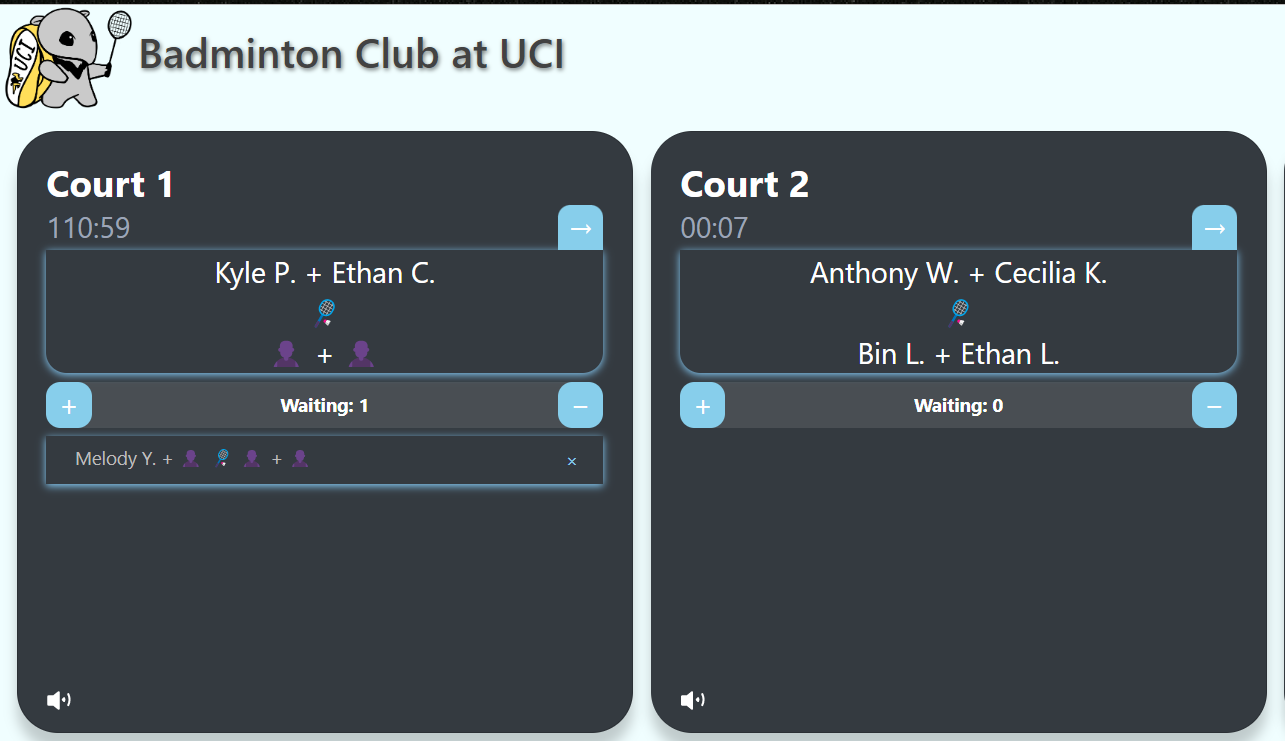 UCI
Badminton Club at UCI
Court 1
110:59
→
Kyle P. + Ethan C.
+
+
Waiting: 1
−
Melody Y. + +
×
Court 2
00:07
→
Anthony W. + Cecilia K.
Bin L. + Ethan L.
+
Waiting: 0
−